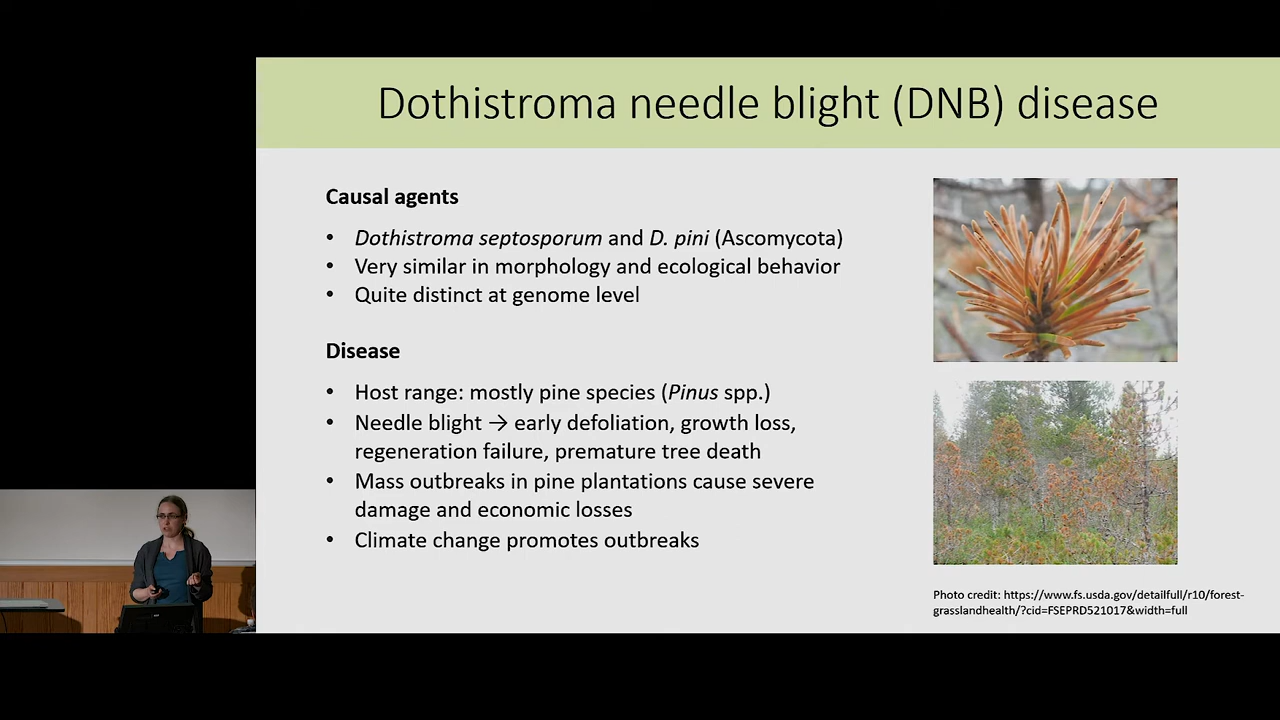 Dothistroma needle blight (DNB) disease
Causal agents
• Dothistroma septosporum and D. pini (Ascomycota)
• Very similar in morphology and ecological behavior
• Quite distinct at genome level
Disease
• Host range: mostly pine species (Pinus spp.)
• Needle blight → early defoliation, growth loss,
regeneration failure, premature tree death
• Mass outbreaks in pine plantations cause severe
damage and economic losses
• Climate change promotes outbreaks
Photo credit: https://www.fs.usda.gov/detailfull/r10/forest-
grasslandhealth/?cid=FSEPRD521017&width=full